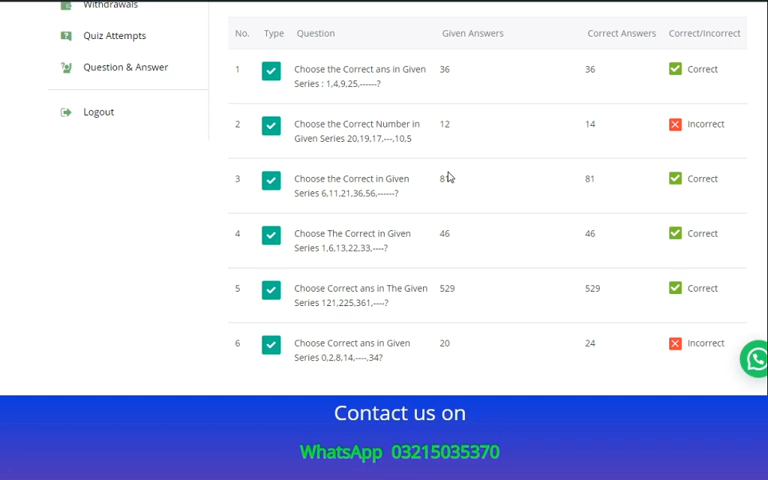 Withdrawals
Quiz Attempts
Question & Answer
Logout
No. Type Question Given Answers Correct Answers Correct/Incorrect
1 Choose the Correct ans in Given 36 36 Correct
Series : 1,4,9,25,------?
2 Choose the Correct Number in 12 14 Incorrect
Given Series 20,19,17,---,10,5
3 Choose the Correct in Given 81 81 Correct
Series 6,11,21,36,56,------?
4 Choose The Correct in Given 46 46 Correct
Series 1,6,13,22,33,----?
5 Choose Correct ans in The Given 529 529 Correct
Series 121,225,361,----?
6 Choose Correct ans in Given 20 24 Incorrect
Series 0,2,8,14,----,34?
Contact us on
WhatsApp 03215035370